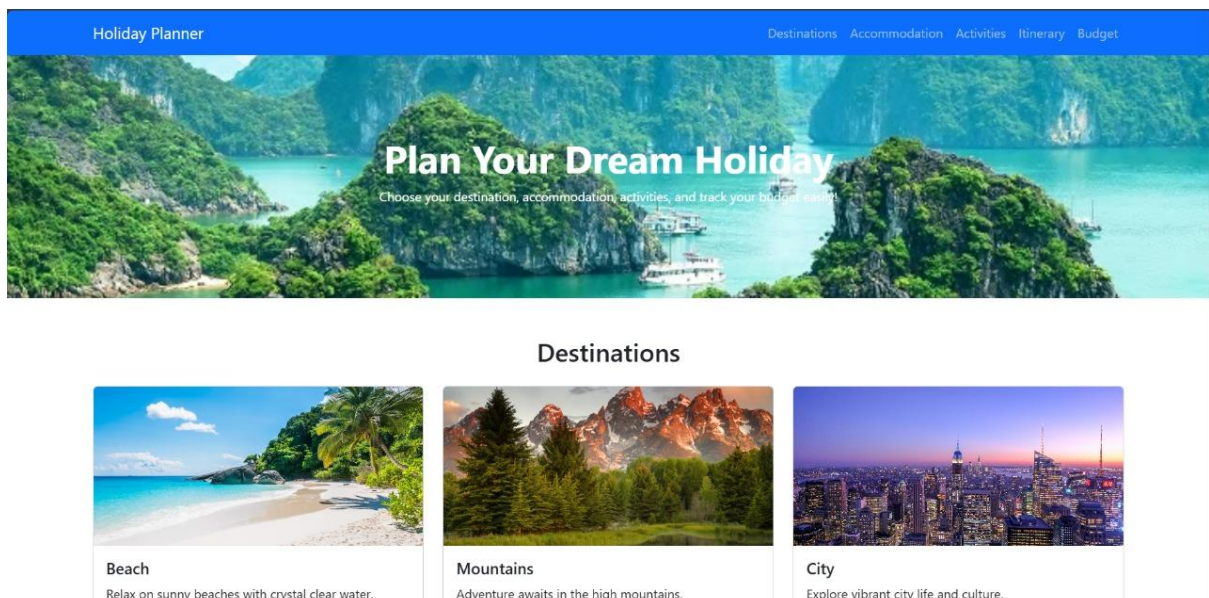 Holiday Planner
Destinations Accommodation Activities Itinerary Budget
Plan Your Dream Holiday
Choose your destination, accommodation, activities, and track your budget easily!
Destinations
Beach
Relax on sunny beaches with crystal clear water.
Mountains
Adventure awaits in the high mountains.
City
Explore vibrant city life and culture.